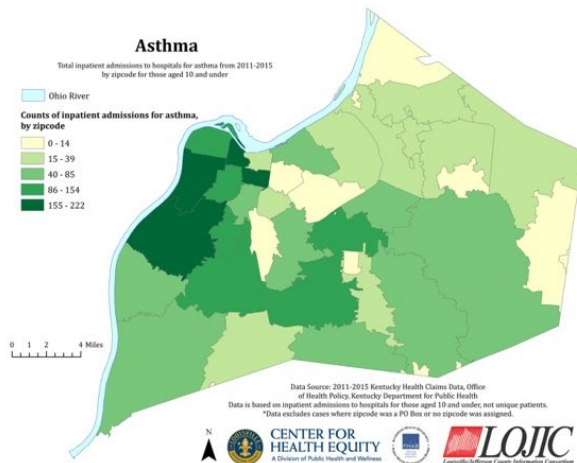 Asthma
Total inpatient admissions to hospitals for asthma from 2011-2015
by zipcode for those aged 10 and under
Ohio River
Counts of inpatient admissions for asthma,
by zipcode
0 - 14
15 - 39
40 - 85
86 - 154
155 - 222
0 1 2 4 Miles
Data Source: 2011-2015 Kentucky Health Claims Data, Office
of Health Policy, Kentucky Department for Public Health
Data is based on inpatient admissions to hospitals for those aged 10 and under, not unique patients.
*Data excludes cases where zipcode was a PO Box or no zipcode was assigned.
N
CENTER FOR
HEALTH EQUITY
A Division of Public Health and Wellness
PHAB
LOJIC
Louisville/Jefferson County Information Consortium